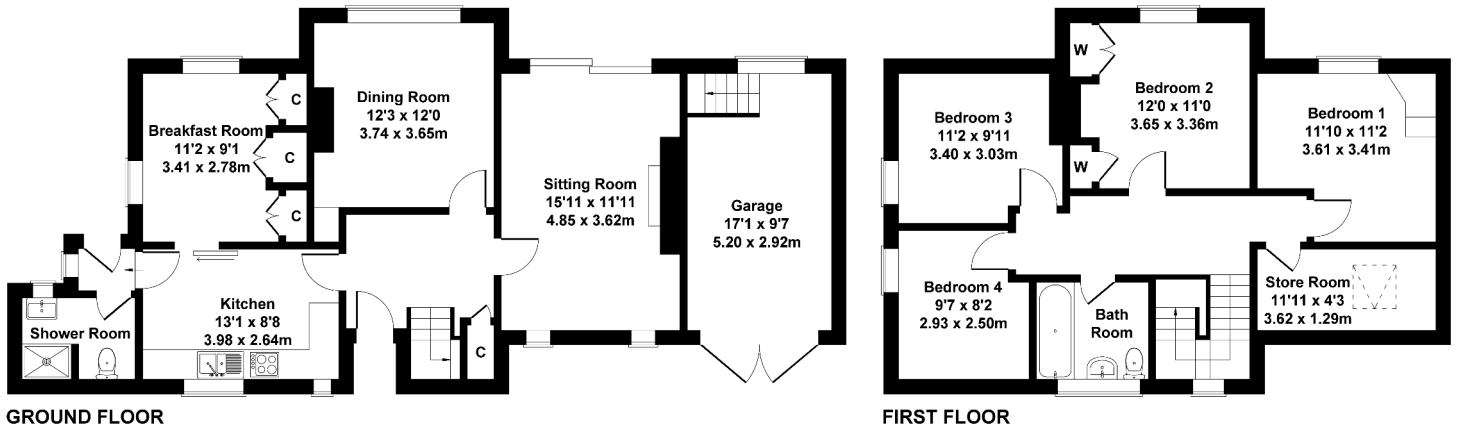 Breakfast Room
11'2 x 9'1
3.41 x 2.78m
C
C
C
Dining Room
12'3 x 12'0
3.74 x 3.65m
Sitting Room
15'11 x 11'11
4.85 x 3.62m
Garage
17'1 x 9'7
5.20 x 2.92m
Kitchen
13'1 x 8'8
3.98 x 2.64m
Shower Room
C
GROUND FLOOR
Bedroom 3
11'2 x 9'11
3.40 x 3.03m
W
W
Bedroom 2
12'0 x 11'0
3.65 x 3.36m
Bedroom 1
11'10 x 11'2
3.61 x 3.41m
Bedroom 4
9'7 x 8'2
2.93 x 2.50m
Bath
Room
Store Room
11'11 x 4'3
3.62 x 1.29m
FIRST FLOOR